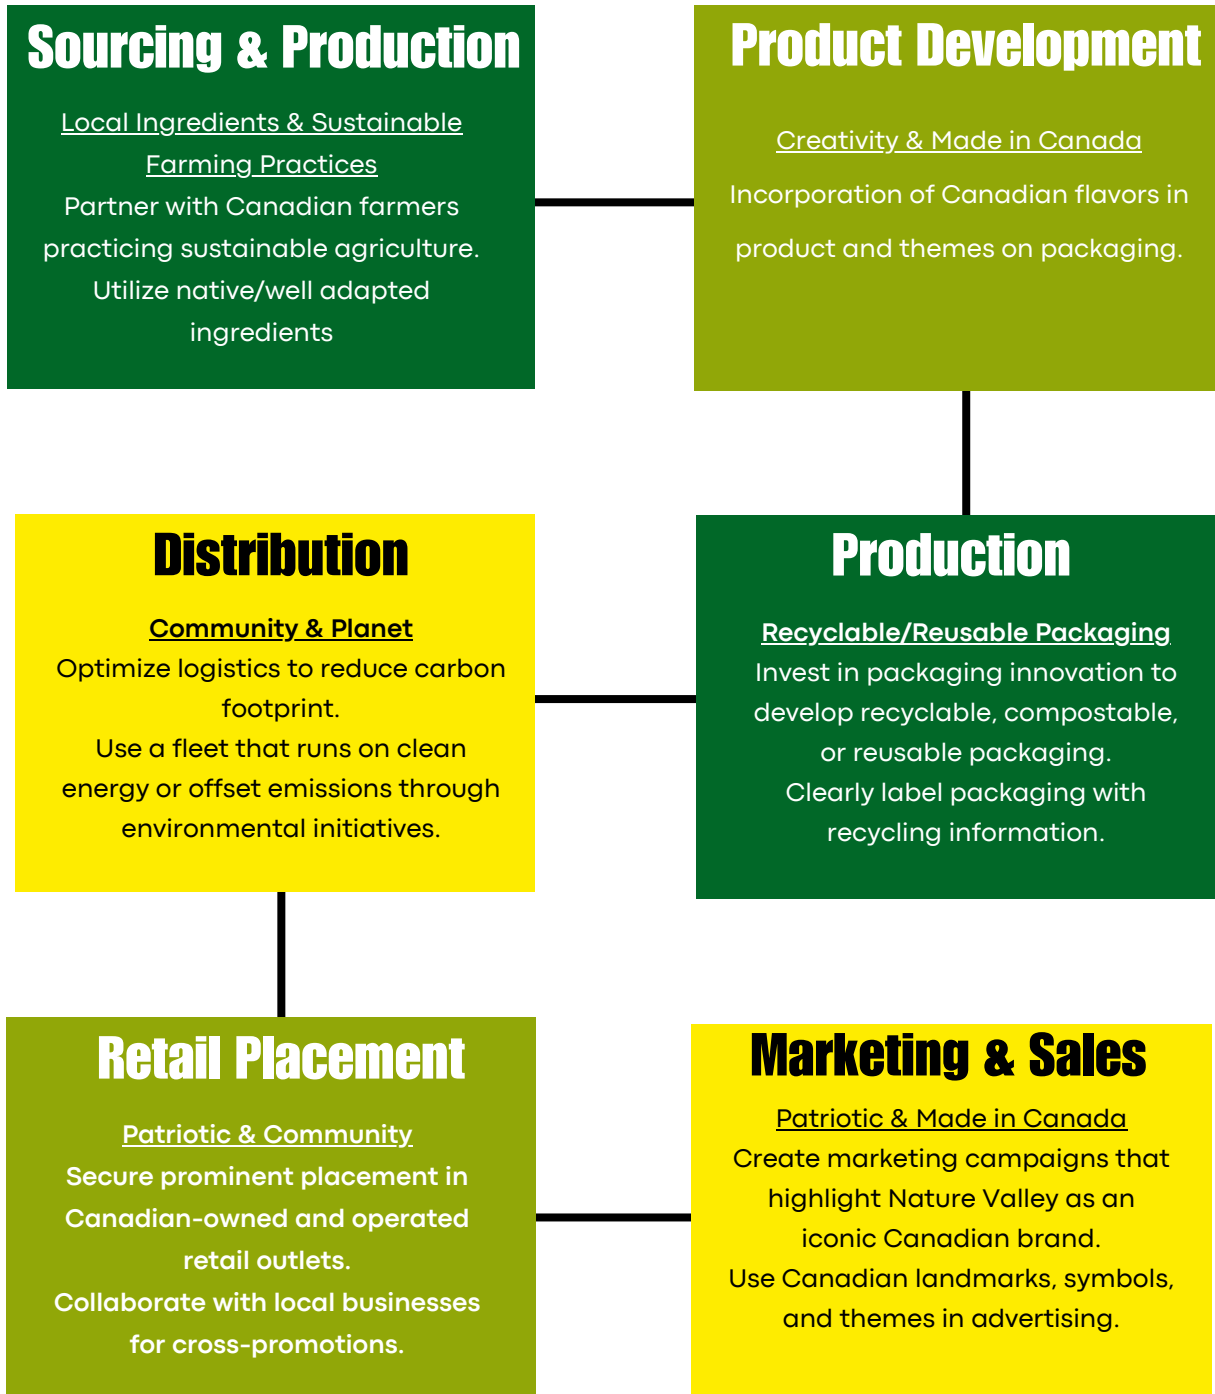 Sourcing & Production
Local Ingredients & Sustainable
Farming Practices
Partner with Canadian farmers
practicing sustainable agriculture.
Utilize native/well adapted
ingredients
Product Development
Creativity & Made in Canada
Incorporation of Canadian flavors in
product and themes on packaging.
Production
Recyclable/Reusable Packaging
Invest in packaging innovation to
develop recyclable, compostable,
or reusable packaging.
Clearly label packaging with
recycling information.
Distribution
Community & Planet
Optimize logistics to reduce carbon
footprint.
Use a fleet that runs on clean
energy or offset emissions through
environmental initiatives.
Retail Placement
Patriotic & Community
Secure prominent placement in
Canadian-owned and operated
retail outlets.
Collaborate with local businesses
for cross-promotions.
Marketing & Sales
Patriotic & Made in Canada
Create marketing campaigns that
highlight Nature Valley as an
iconic Canadian brand.
Use Canadian landmarks, symbols,
and themes in advertising.